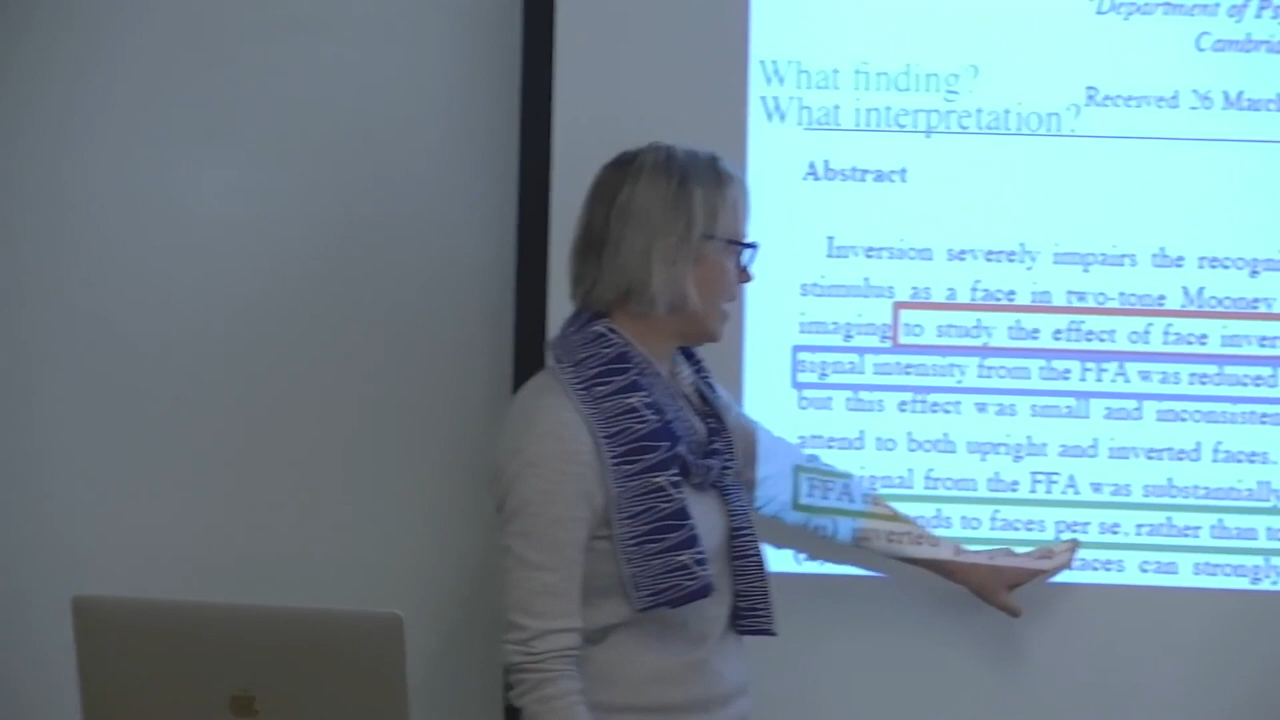 Department of
Cambrid
What finding?
Received 26 March
What interpretation?
Abstract
Inversion severely impairs the recogni
stimulus as a face in two-tone Mooney
imaging to study the effect of face inver
signal intensity from the FFA was reduced
but this effect was small and inconsisten
attend to both upright and inverted faces.
FFA signal from the FFA was substantially
nds to faces per se, rather than to
inverted
faces can strongly